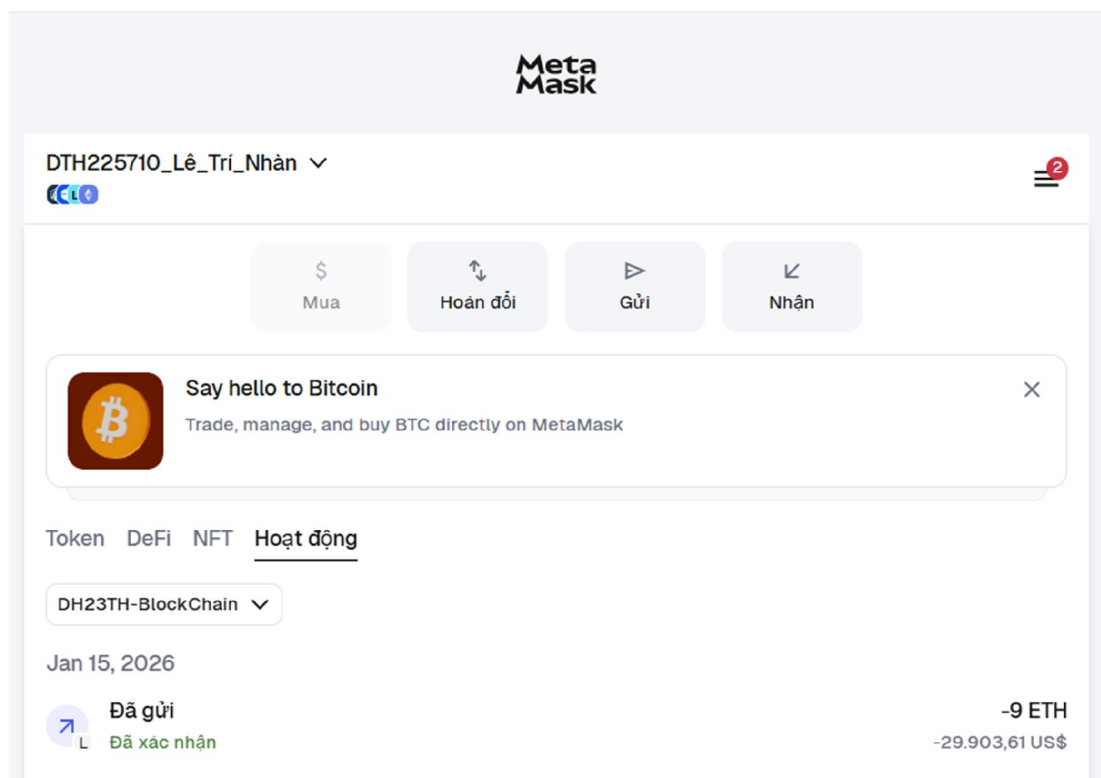 Meta
Mask
DTH225710_Lê_Trí_Nhàn
2
L
$
Mua
Hoán đổi
Gửi
Nhận
Say hello to Bitcoin
Trade, manage, and buy BTC directly on MetaMask
Token DeFi NFT Hoạt động
DH23TH-BlockChain
Jan 15, 2026
Đã gửi -9 ETH
L Đã xác nhận -29.903,61 US$